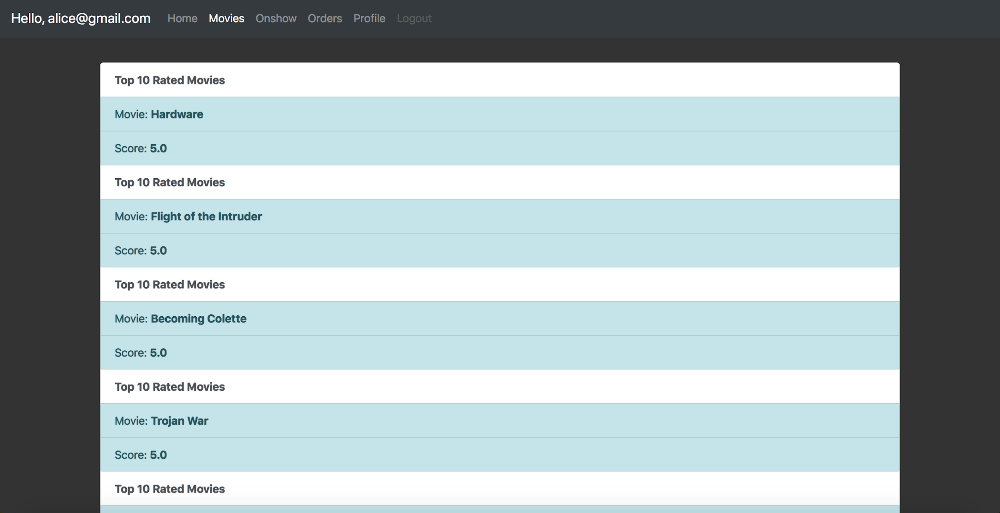 Hello, alice@gmail.com Home Movies Onshow Orders Profile Logout
Top 10 Rated Movies
Movie: Hardware
Score: 5.0
Top 10 Rated Movies
Movie: Flight of the Intruder
Score: 5.0
Top 10 Rated Movies
Movie: Becoming Colette
Score: 5.0
Top 10 Rated Movies
Movie: Trojan War
Score: 5.0
Top 10 Rated Movies